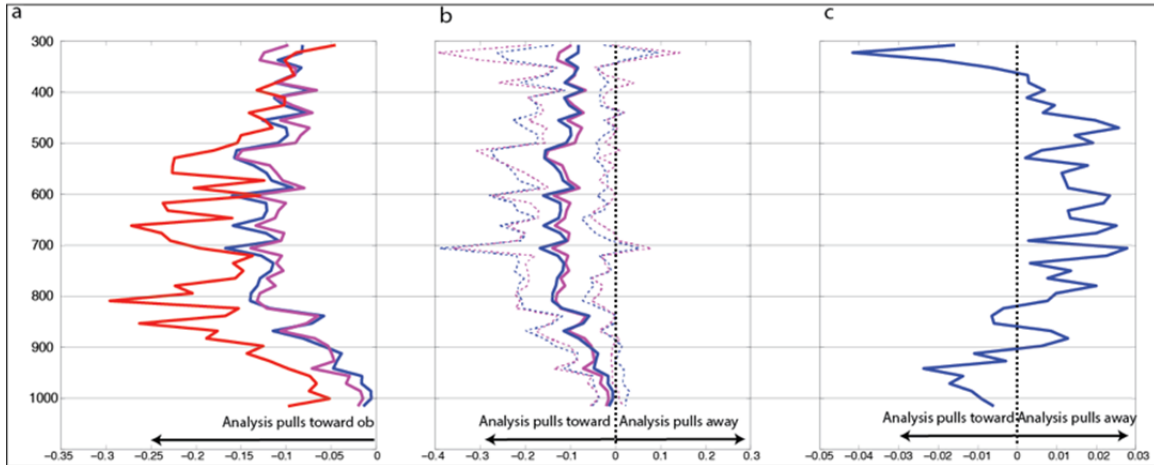 a
b
c
300
400
500
600
700
800
900
1000
Analysis pulls toward ob
−0.35 −0.3 −0.25 −0.2 −0.15 −0.1 −0.05 0
Analysis pulls toward Analysis pulls away
−0.4 −0.3 −0.2 −0.1 0 0.1 0.2 0.3
Analysis pulls toward Analysis pulls away
−0.05 −0.04 −0.03 −0.02 −0.01 0 0.01 0.02 0.03